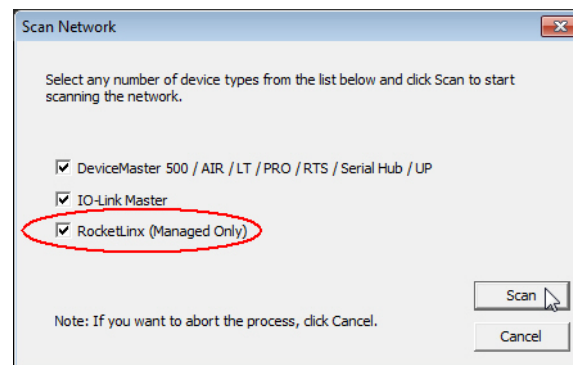 Scan Network
Select any number of device types from the list below and click Scan to start
scanning the network.
DeviceMaster 500 / AIR / LT / PRO / RTS / Serial Hub / UP
IO-Link Master
RocketLinx (Managed Only)
Scan
Note: If you want to abort the process, click Cancel.
Cancel